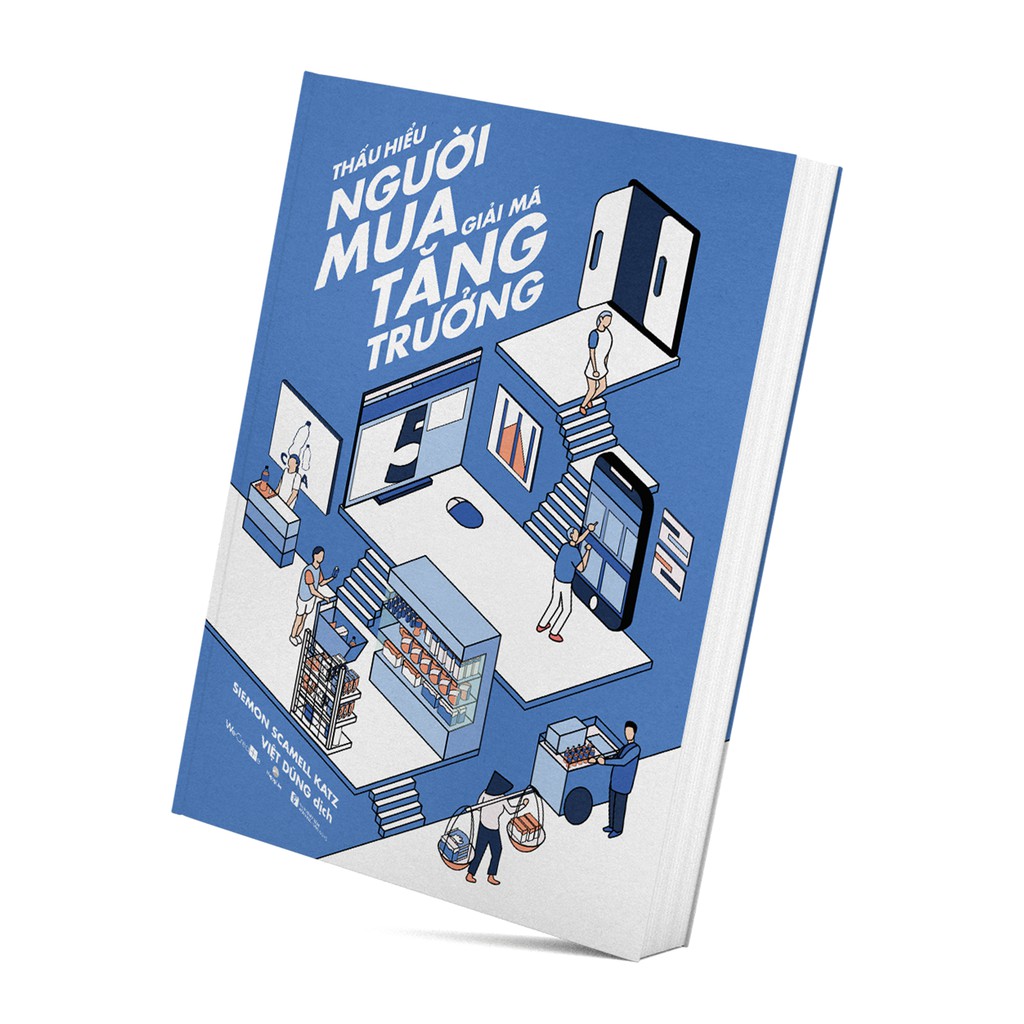 THẤU HIỂU
NGƯỜI
MUA GIẢI MÃ
TĂNG
TRƯỞNG
SIEMON SCAMELL KATZ
VIỆT DŨNG dịch